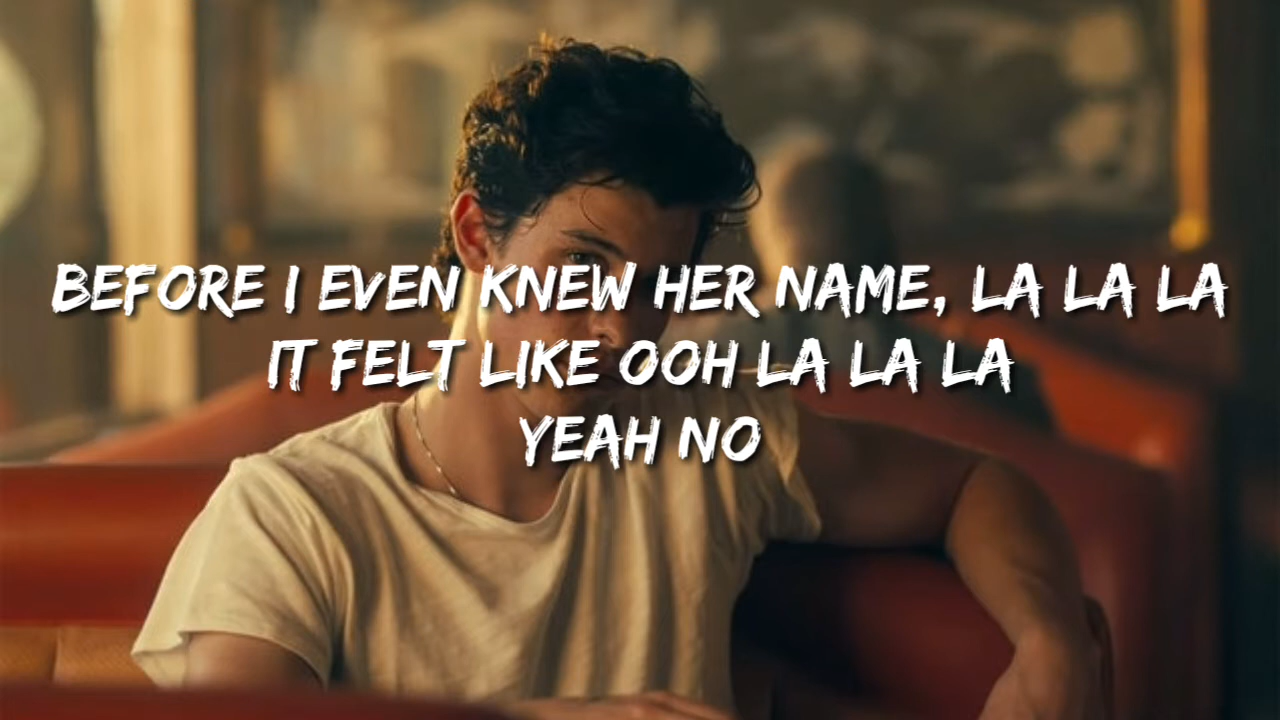 BEFORE I EVEN KNEW HER NAME, LA LA LA
IT FELT LIKE OOH LA LA LA
YEAH NO